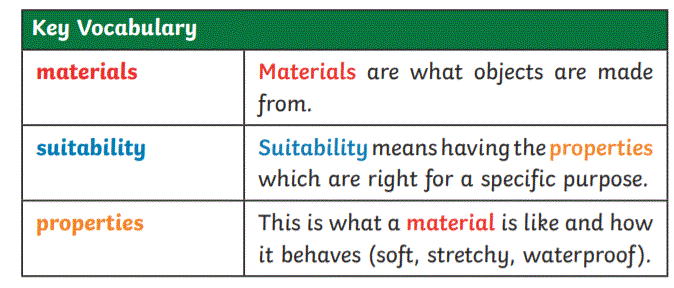 Key Vocabulary
materials
Materials are what objects are made
from.
suitability
Suitability means having the properties
which are right for a specific purpose.
properties
This is what a material is like and how
it behaves (soft, stretchy, waterproof).